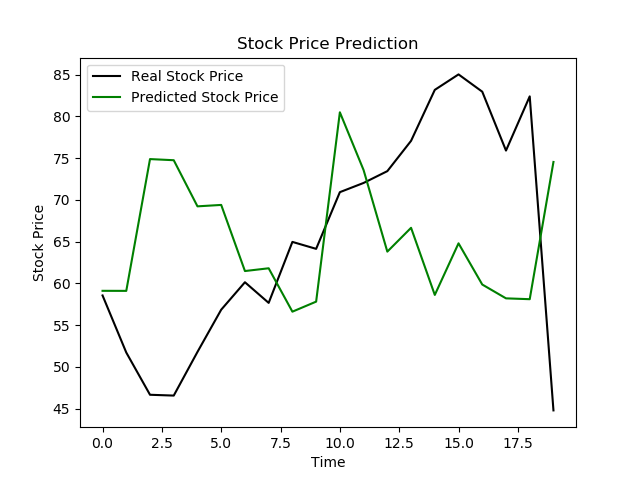 Stock Price Prediction
Real Stock Price
Predicted Stock Price
85
80
75
70
65
60
55
50
45
Stock Price
0.0 2.5 5.0 7.5 10.0 12.5 15.0 17.5
Time